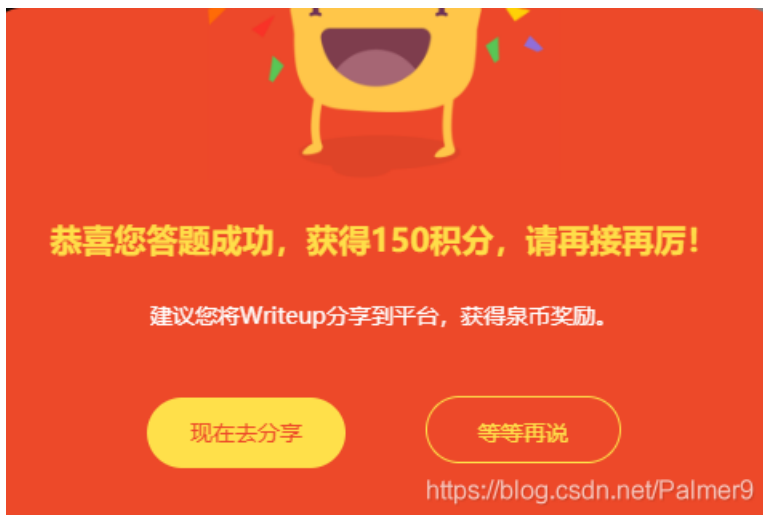 恭喜您答题成功，获得150积分，请再接再厉！
建议您将Writeup分享到平台，获得泉币奖励。
现在去分享
等等再说
https://blog.csdn.net/Palmer9